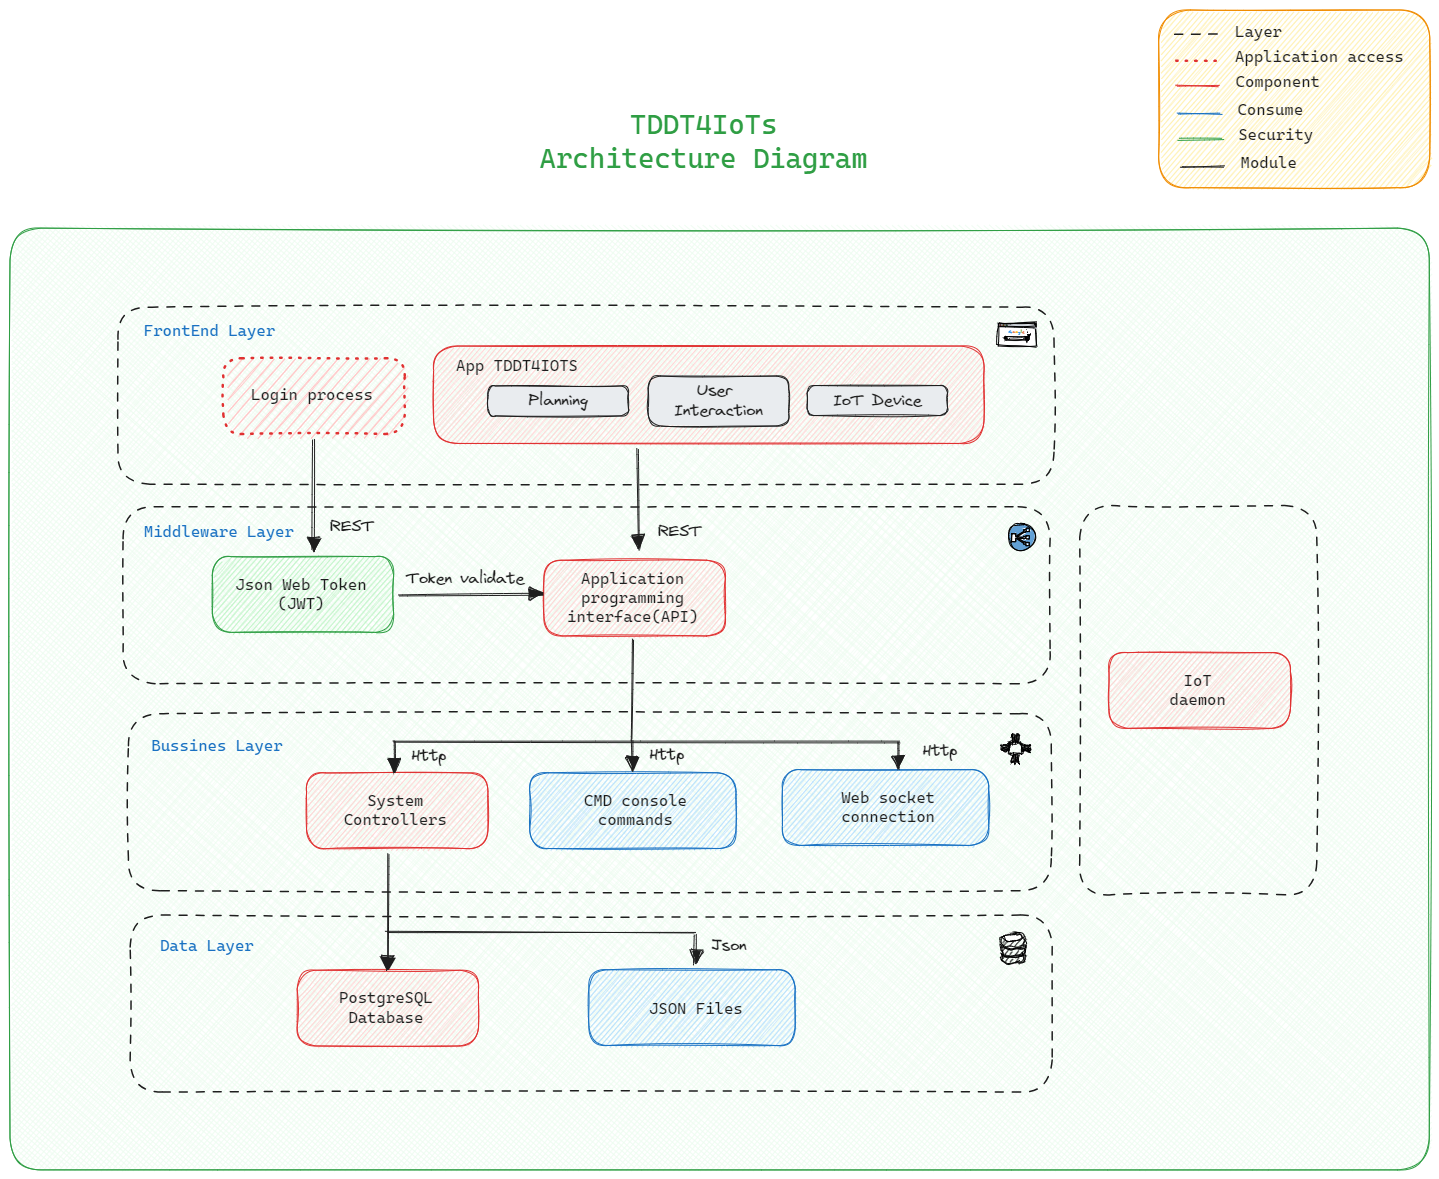 Layer
Application access
Component
Consume
Security
Module
TDDT4IoTs
Architecture Diagram
FrontEnd Layer
Login process
App TDDT4IOTS
Planning
User
Interaction
IoT Device
REST
REST
Middleware Layer
Json Web Token
(JWT)
Token validate
Application
programming
interface(API)
IoT
daemon
Bussines Layer
Http
Http
Http
System
Controllers
CMD console
commands
Web socket
connection
Data Layer
Json
PostgreSQL
Database
JSON Files